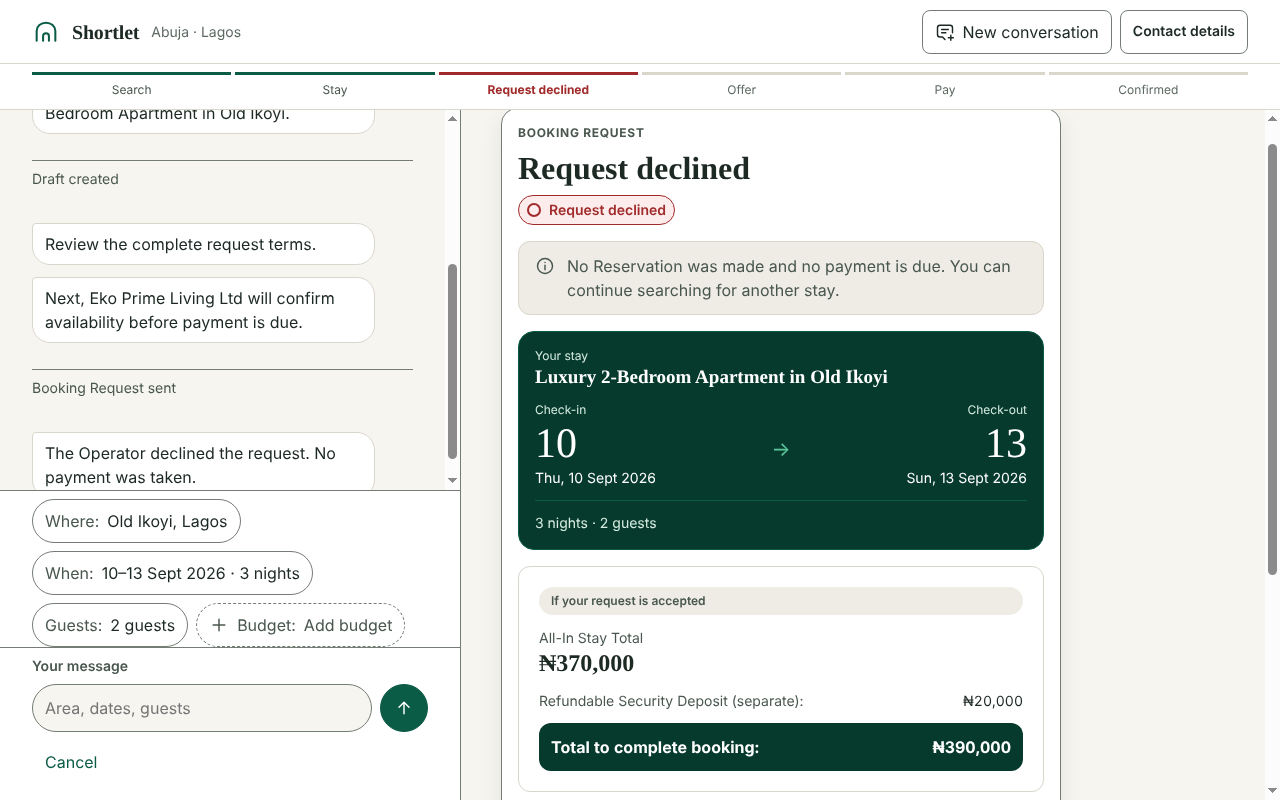 Shortlet
Abuja · Lagos
New conversation
Contact details
Search
Stay
Request declined
Offer
Pay
Confirmed
Bedroom Apartment in Old Ikoyi.
Draft created
Review the complete request terms.
Next, Eko Prime Living Ltd will confirm
availability before payment is due.
Booking Request sent
The Operator declined the request. No
payment was taken.
Where: Old Ikoyi, Lagos
When: 10–13 Sept 2026 · 3 nights
Guests: 2 guests
Budget: Add budget
Your message
Area, dates, guests
Cancel
BOOKING REQUEST
Request declined
Request declined
No Reservation was made and no payment is due. You can
continue searching for another stay.
Your stay
Luxury 2-Bedroom Apartment in Old Ikoyi
Check-in
Check-out
10
→
13
Thu, 10 Sept 2026
Sun, 13 Sept 2026
3 nights · 2 guests
If your request is accepted
All-In Stay Total
₦370,000
Refundable Security Deposit (separate):
₦20,000
Total to complete booking:
₦390,000